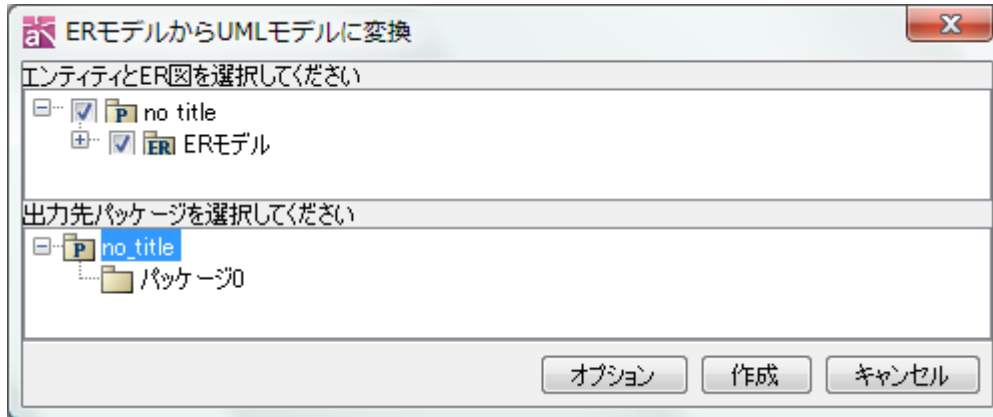 ERモデルからUMLモデルに変換
エンティティとER図を選択してください
no title
ERモデル
出力先パッケージを選択してください
no_title
パッケージ0
オプション 作成 キャンセル